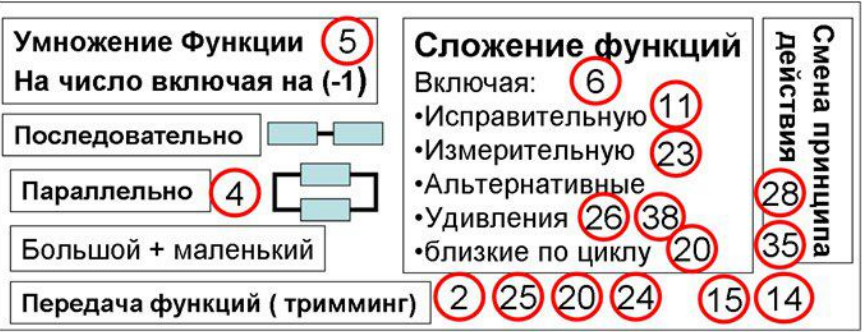 Умножение Функции 5
На число включая на (-1)
Последовательно
Параллельно 4
Большой + маленький
Сложение функций
Включая: 6
•Исправительную 11
•Измерительную 23
•Альтернативные
•Удивления 26 38
•близкие по циклу 20
Смена принципа
действия
28
35
Передача функций ( тримминг) 2 25 20 24 15 14